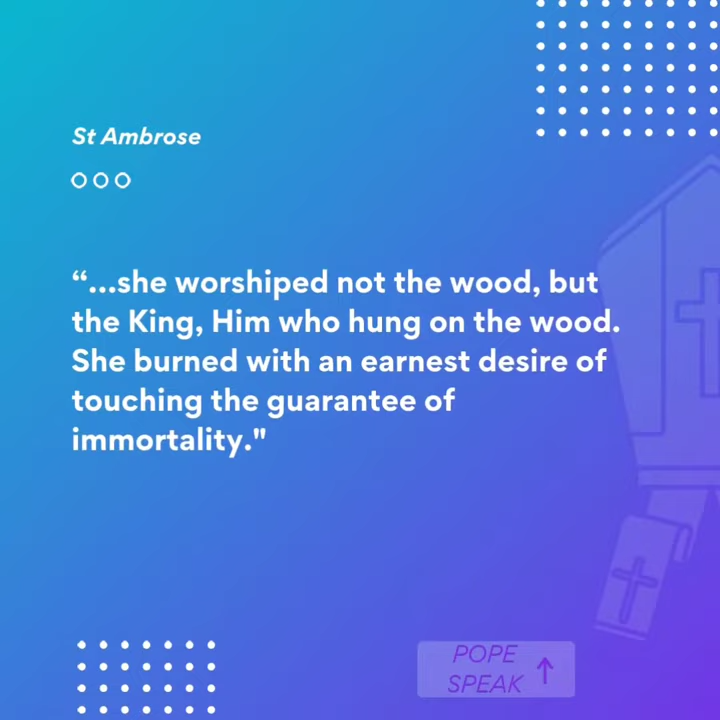 St Ambrose
“...she worshiped not the wood, but
the King, Him who hung on the wood.
She burned with an earnest desire of
touching the guarantee of
immortality."
POPE
SPEAK